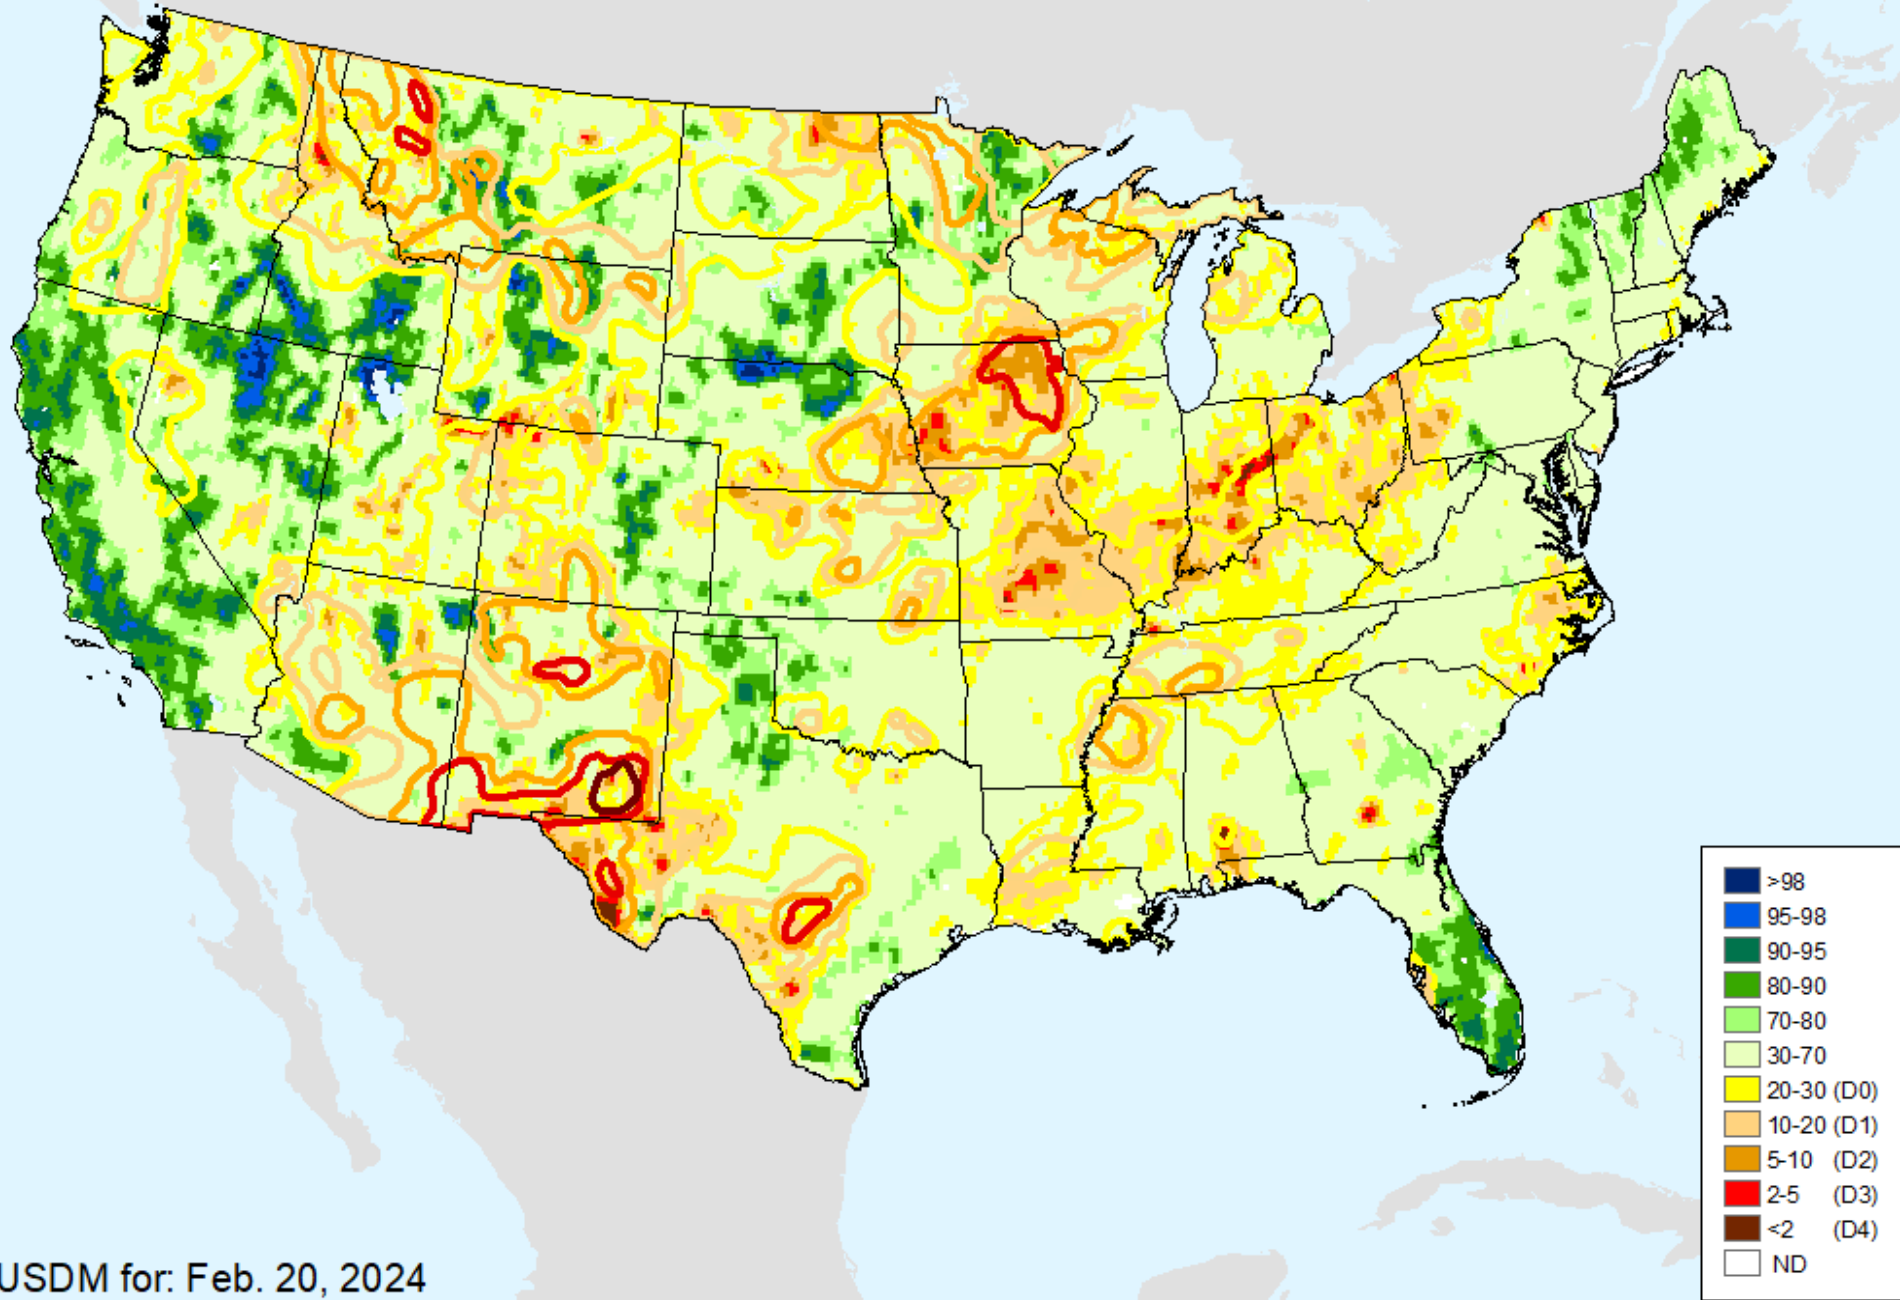 >98
95-98
90-95
80-90
70-80
30-70
20-30 (D0)
10-20 (D1)
5-10 (D2)
2-5 (D3)
<2 (D4)
ND
USDM for: Feb. 20, 2024